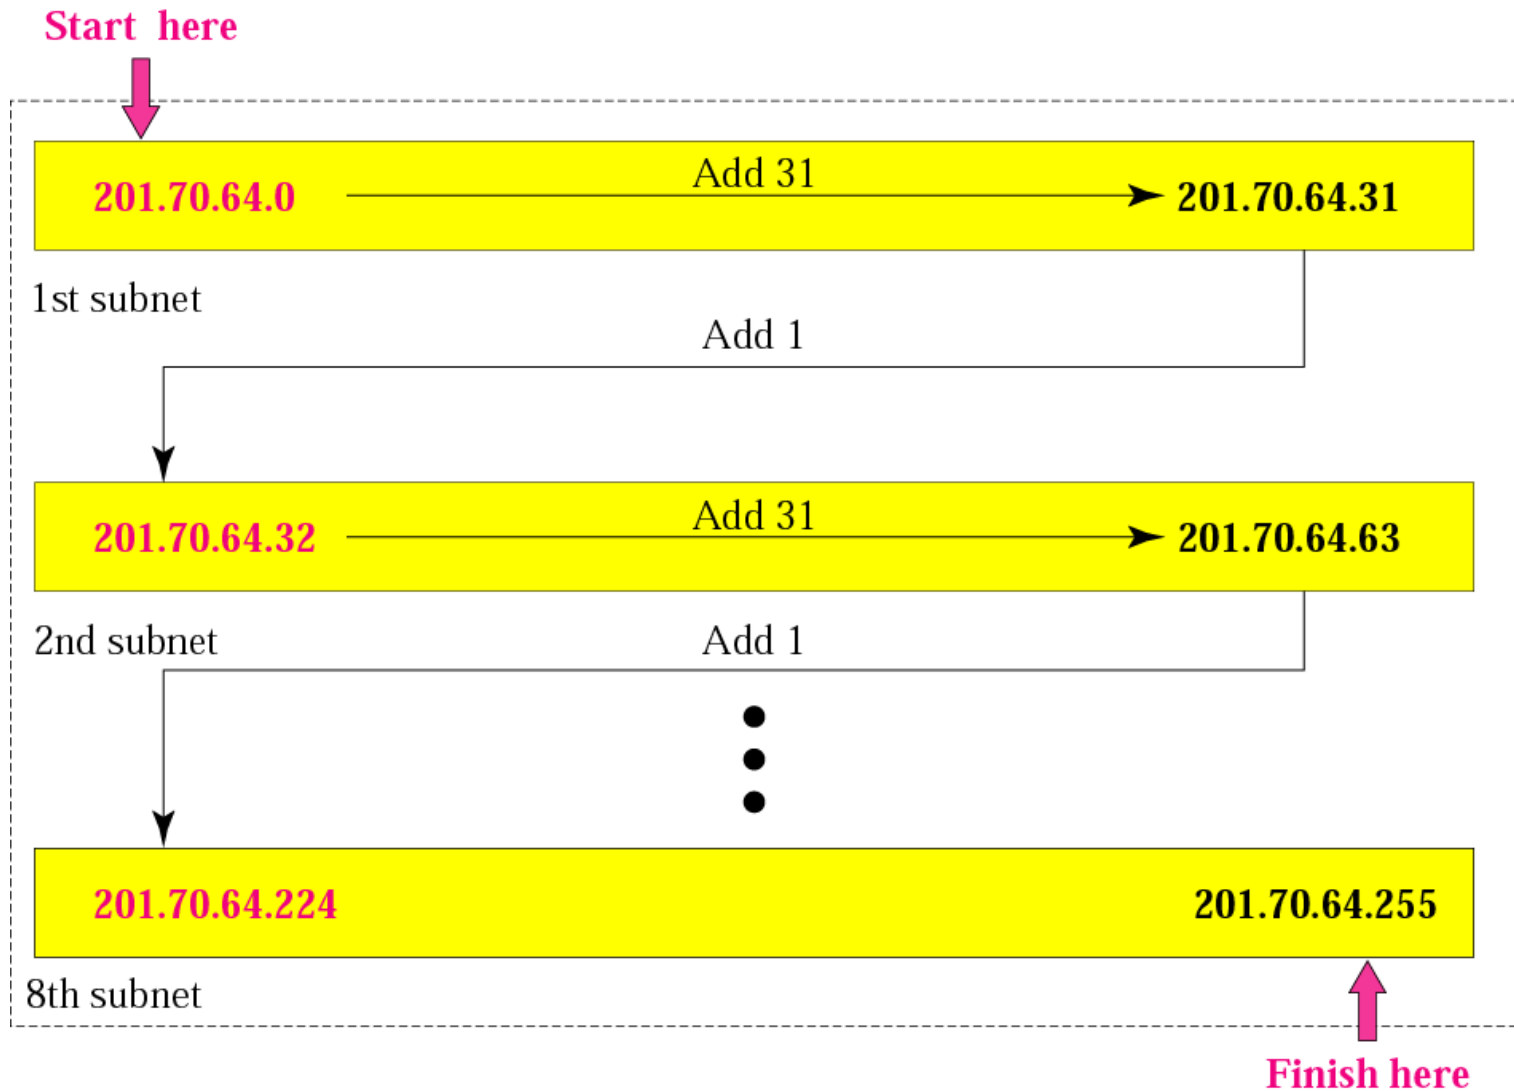 Start here
Add 31
201.70.64.0 201.70.64.31
1st subnet
Add 1
Add 31
201.70.64.32 201.70.64.63
2nd subnet Add 1
201.70.64.224 201.70.64.255
8th subnet
Finish here